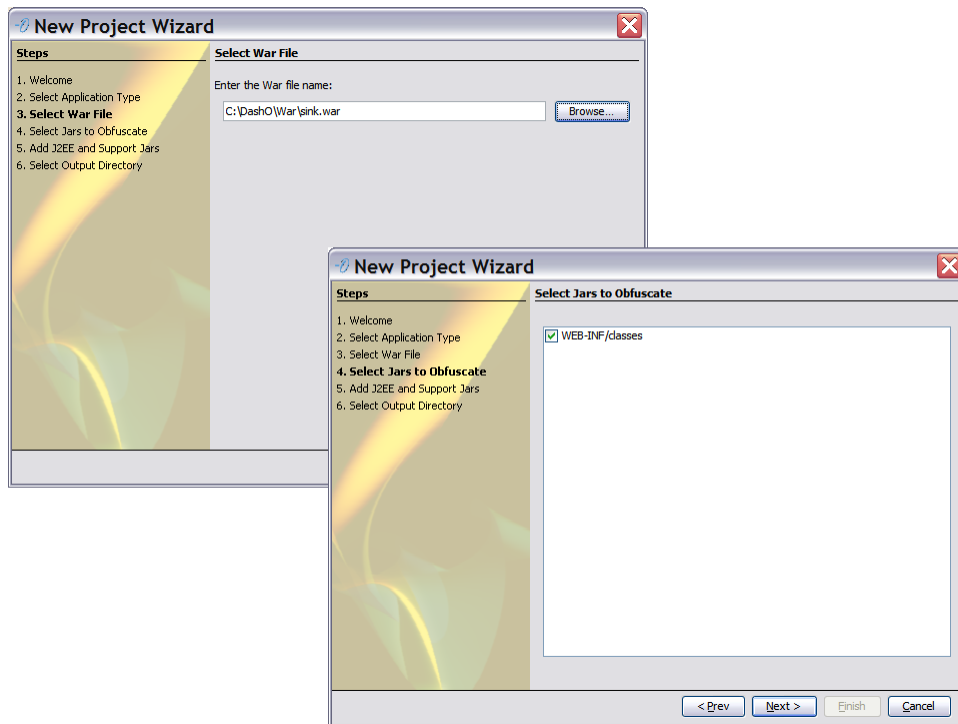 New Project Wizard
Steps
1. Welcome
2. Select Application Type
3. Select War File
4. Select Jars to Obfuscate
5. Add J2EE and Support Jars
6. Select Output Directory
Select War File
Enter the War file name:
C:\DashO\War\sink.war
Browse...
New Project Wizard
Steps
1. Welcome
2. Select Application Type
3. Select War File
4. Select Jars to Obfuscate
5. Add J2EE and Support Jars
6. Select Output Directory
Select Jars to Obfuscate
WEB-INF/classes
< Prev
Next >
Finish
Cancel